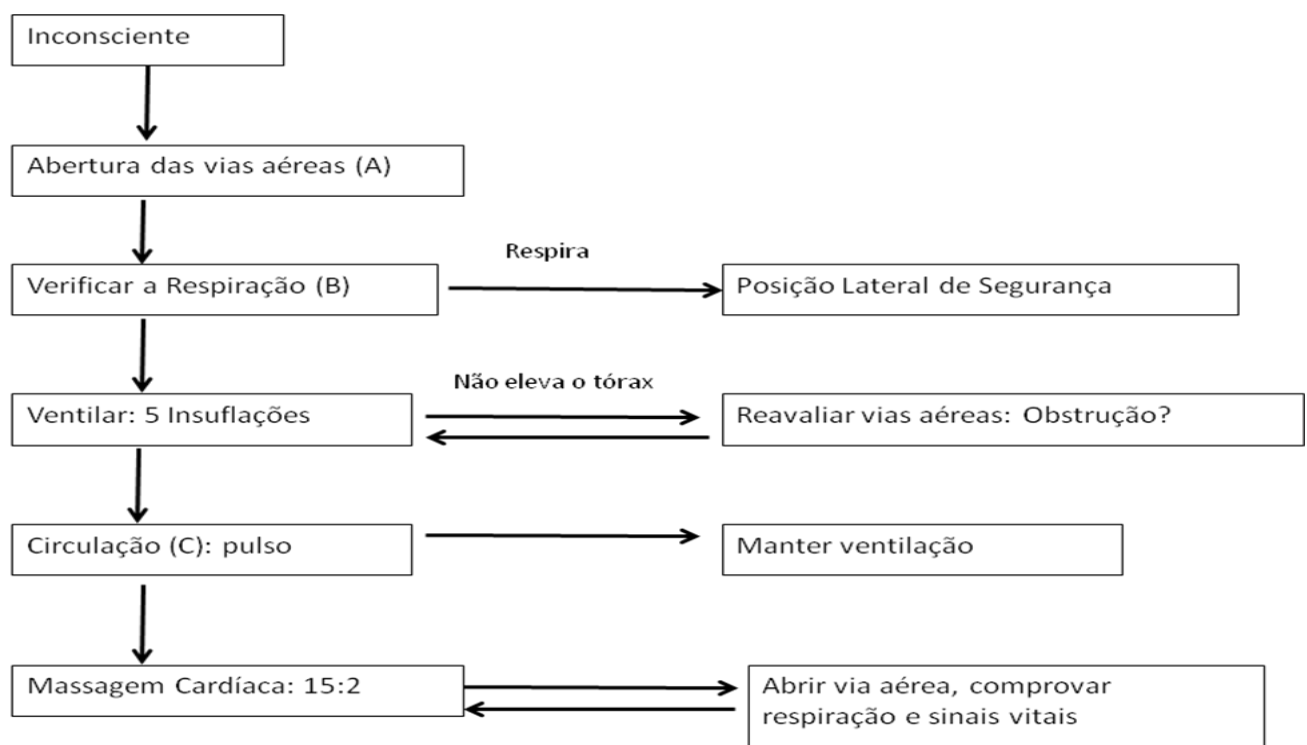 Inconsciente
Abertura das vias aéreas (A)
Respira
Verificar a Respiração (B)
Posição Lateral de Segurança
Não eleva o tórax
Ventilar: 5 Insuflações
Reavaliar vias aéreas: Obstrução?
Circulação (C): pulso
Manter ventilação
Massagem Cardíaca: 15:2
Abrir via aérea, comprovar
respiração e sinais vitais